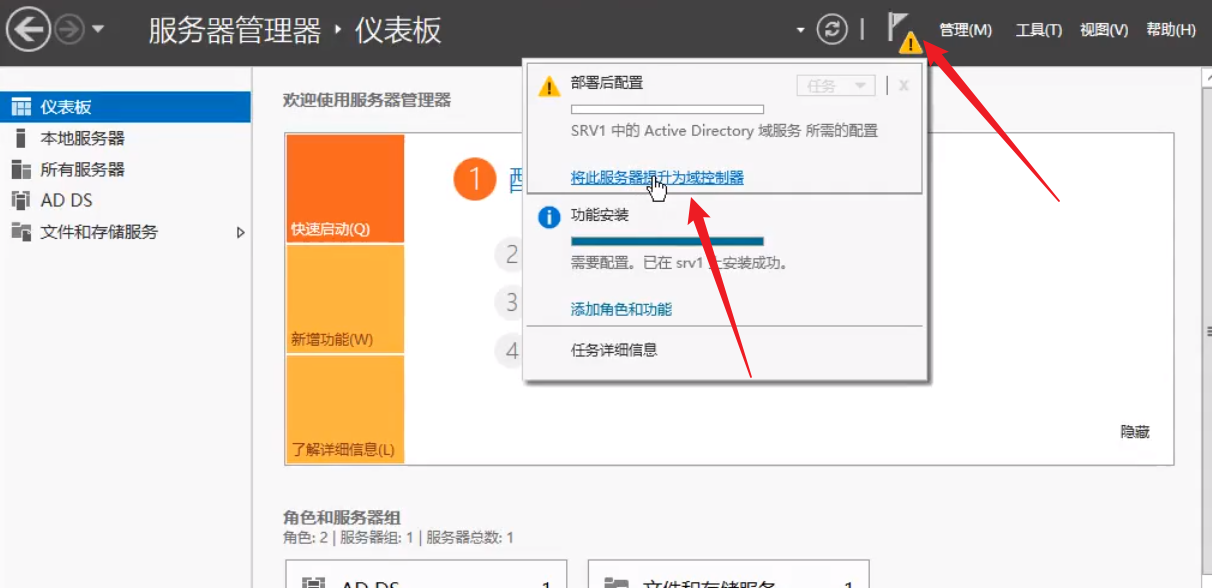 服务器管理器 · 仪表板
管理(M) 工具(T) 视图(V) 帮助(H)
仪表板
本地服务器
所有服务器
AD DS
文件和存储服务
欢迎使用服务器管理器
快速启动(Q)
新增功能(W)
了解详细信息(L)
1
2
3
4
部署后配置
任务 X
SRV1 中的 Active Directory 域服务 所需的配置
将此服务器提升为域控制器
功能安装
需要配置。已在 srv1 上安装成功。
添加角色和功能
任务详细信息
隐藏
角色和服务器组
角色: 2 | 服务器组: 1 | 服务器总数: 1
AD DS 1
文件和存储服务 1